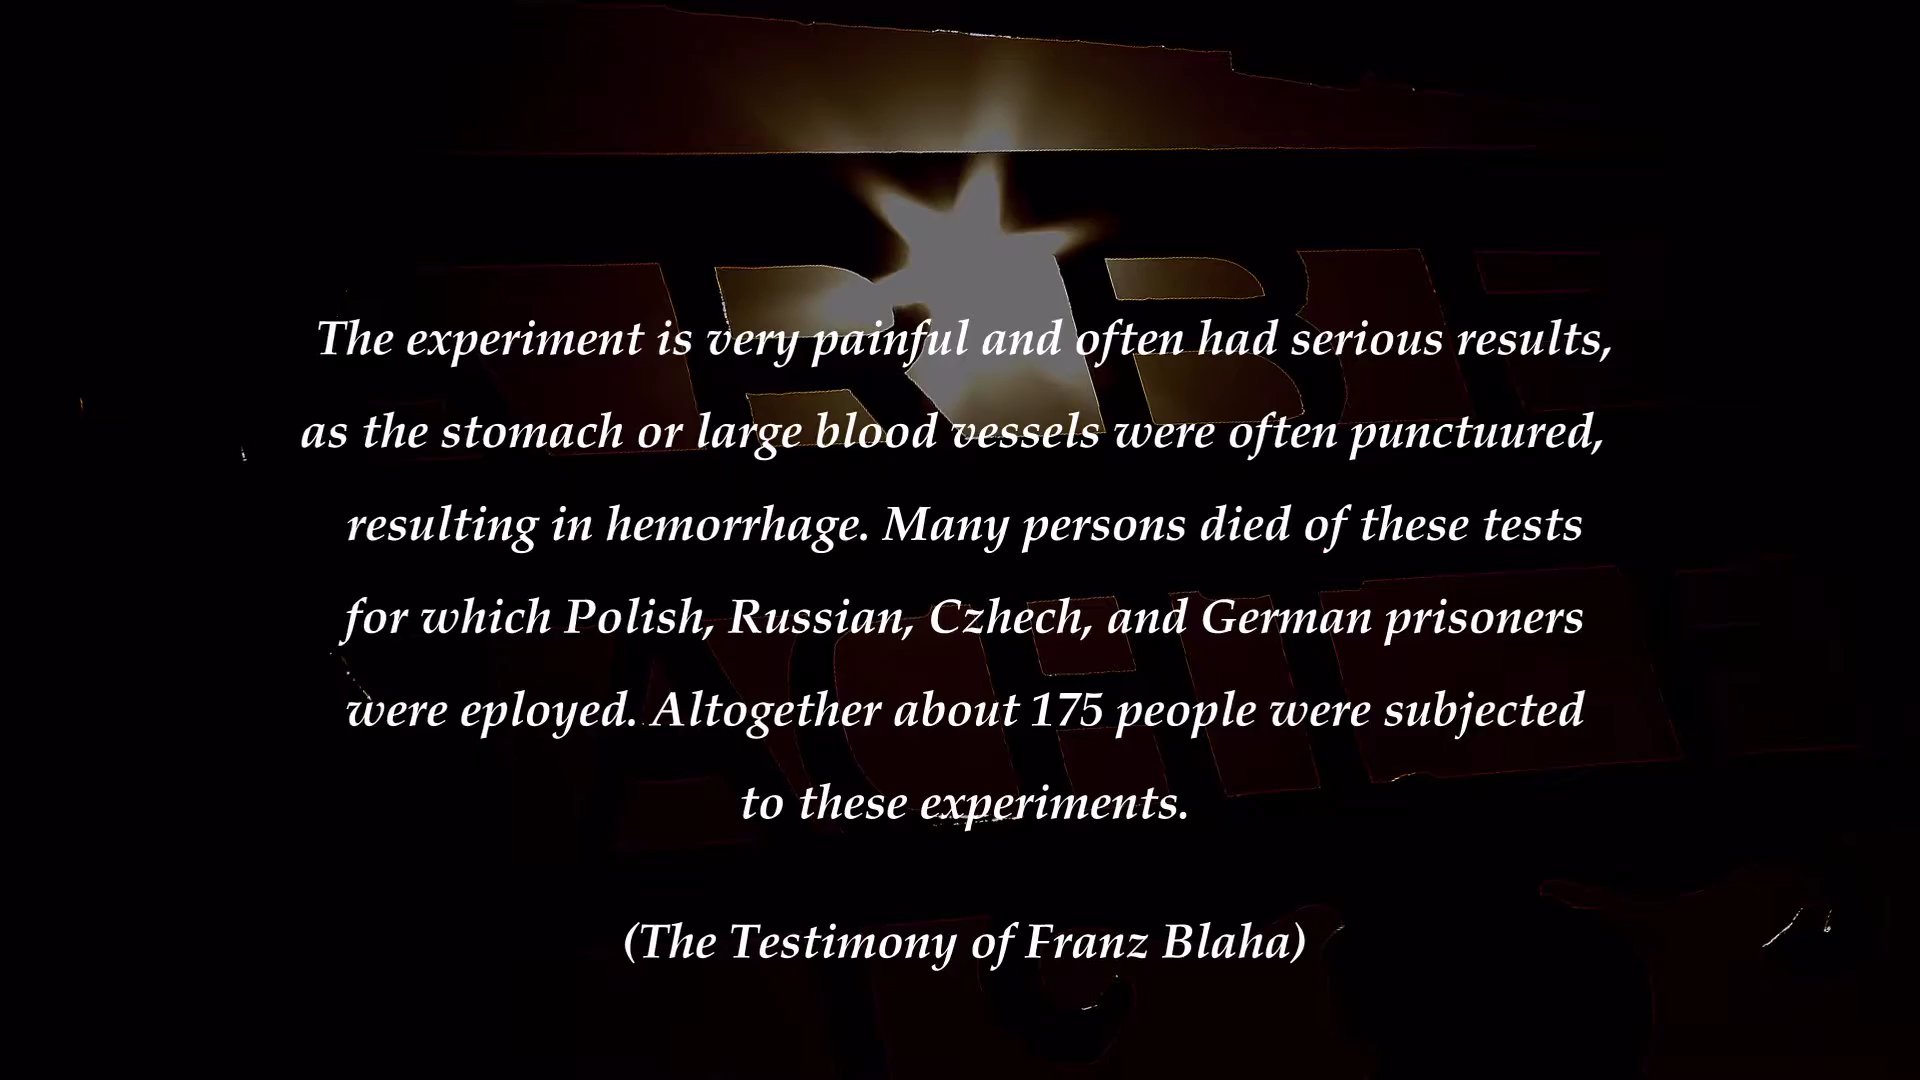 The experiment is very painful and often had serious results,
as the stomach or large blood vessels were often punctuured,
resulting in hemorrhage. Many persons died of these tests
for which Polish, Russian, Czhech, and German prisoners
were eployed. Altogether about 175 people were subjected
to these experiments.
(The Testimony of Franz Blaha)